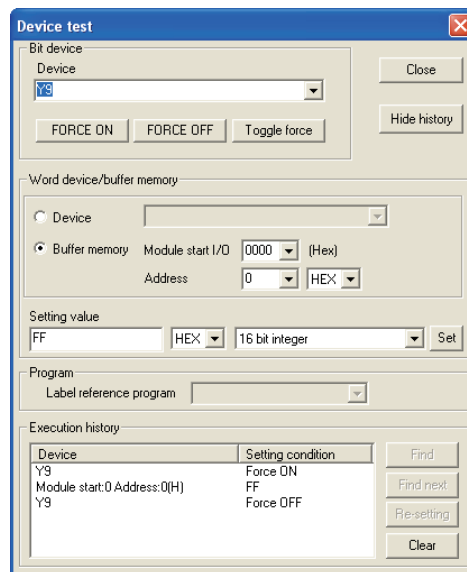 Device test
Bit device
Device
Close
Y9
FORCE ON FORCE OFF Toggle force
Hide history
Word device/buffer memory
Device
Buffer memory Module start I/O 0000 (Hex)
Address 0 HEX
Setting value
FF HEX 16 bit integer Set
Program
Label reference program
Execution history
Device Setting condition
Y9 Force ON
Module start:0 Address:0(H) FF
Y9 Force OFF
Find
Find next
Re-setting
Clear